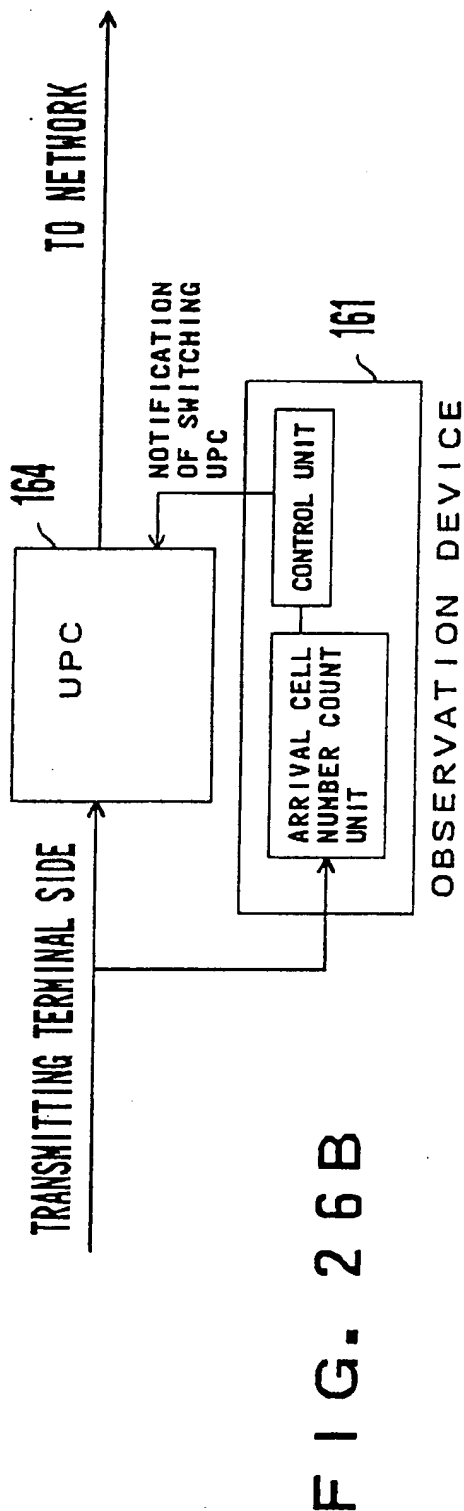 TRANSMITTING TERMINAL SIDE
TO NETWORK
164
UPC
NOTIFICATION
OF SWITCHING
UPC
161
ARRIVAL CELL
NUMBER COUNT
UNIT
CONTROL UNIT
OBSERVATION DEVICE
FIG. 26B